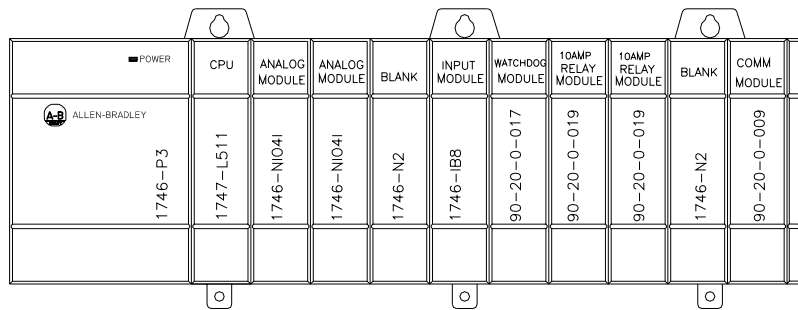 POWER
CPU
ANALOG
MODULE
ANALOG
MODULE
BLANK
INPUT
MODULE
WATCHDOG
MODULE
10AMP
RELAY
MODULE
10AMP
RELAY
MODULE
BLANK
COMM
MODULE
A-B
ALLEN-BRADLEY
1746-P3
1747-L511
1746-NIO4I
1746-NIO4I
1746-N2
1746-IB8
90-20-0-017
90-20-0-019
90-20-0-019
1746-N2
90-20-0-009